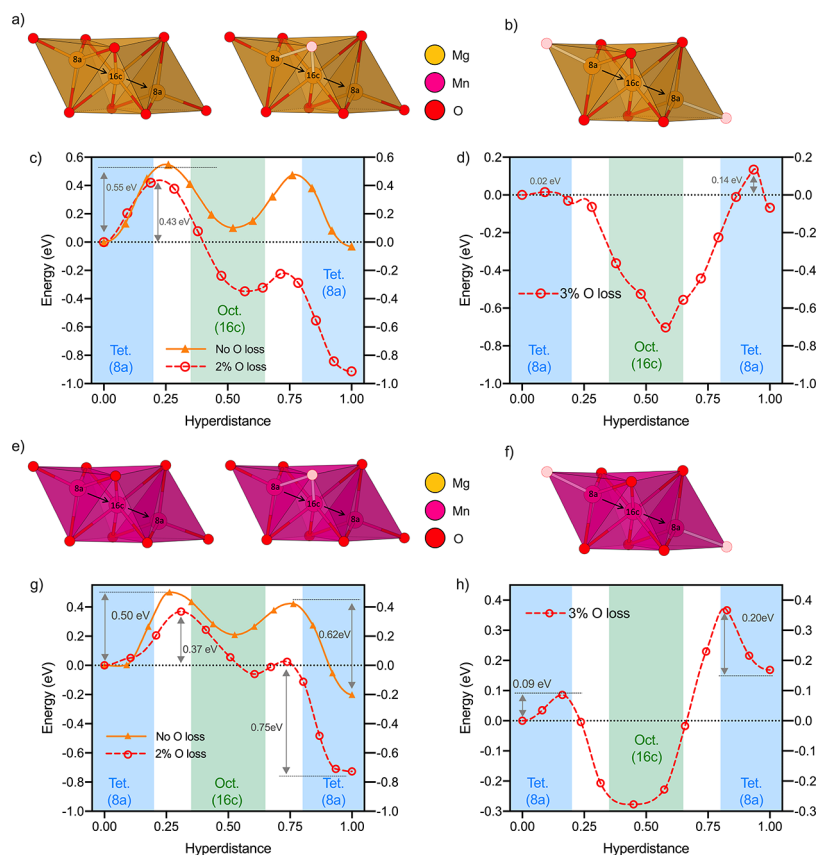 a)
8a
16c
8a
8a
16c
8a
Mg
Mn
O
b)
8a
16c
8a
c)
0.6
0.4
0.2
0.0
-0.2
-0.4
-0.6
-0.8
-1.0
Energy (eV)
0.55 eV
0.43 eV
Oct.
(16c)
Tet.
(8a)
Tet.
(8a)
No O loss
2% O loss
0.6
0.4
0.2
0.0
-0.2
-0.4
-0.6
-0.8
-1.0
0.00 0.25 0.50 0.75 1.00
Hyperdistance
d)
0.2
0.0
-0.2
-0.4
-0.6
-0.8
-1.0
Energy (eV)
0.02 eV
0.14 eV
3% O loss
Tet.
(8a)
Oct.
(16c)
Tet.
(8a)
0.2
0.0
-0.2
-0.4
-0.6
-0.8
-1.0
0.00 0.25 0.50 0.75 1.00
Hyperdistance
e)
8a
16c
8a
8a
16c
8a
Mg
Mn
O
f)
8a
16c
8a
g)
0.4
0.2
0.0
-0.2
-0.4
-0.6
-0.8
-1.0
Energy (eV)
0.50 eV
0.37 eV
0.62eV
0.75eV
No O loss
2% O loss
Tet.
(8a)
Oct.
(16c)
Tet.
(8a)
0.4
0.2
0.0
-0.2
-0.4
-0.6
-0.8
-1.0
0.00 0.25 0.50 0.75 1.00
Hyperdistance
h)
0.4
0.3
0.2
0.1
0.0
-0.1
-0.2
-0.3
Energy (eV)
3% O loss
0.09 eV
0.20eV
Tet.
(8a)
Oct.
(16c)
Tet.
(8a)
0.4
0.3
0.2
0.1
0.0
-0.1
-0.2
-0.3
0.00 0.25 0.50 0.75 1.00
Hyperdistance